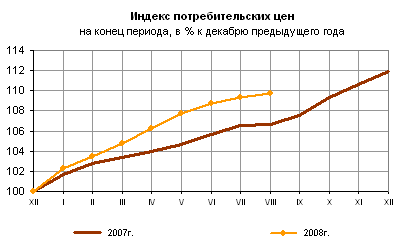 Индекс потребительских цен
на конец периода, в % к декабрю предыдущего года
114
112
110
108
106
104
102
100
XII I II III IV V VI VII VIII IX X XI XII
2007г. 2008г.